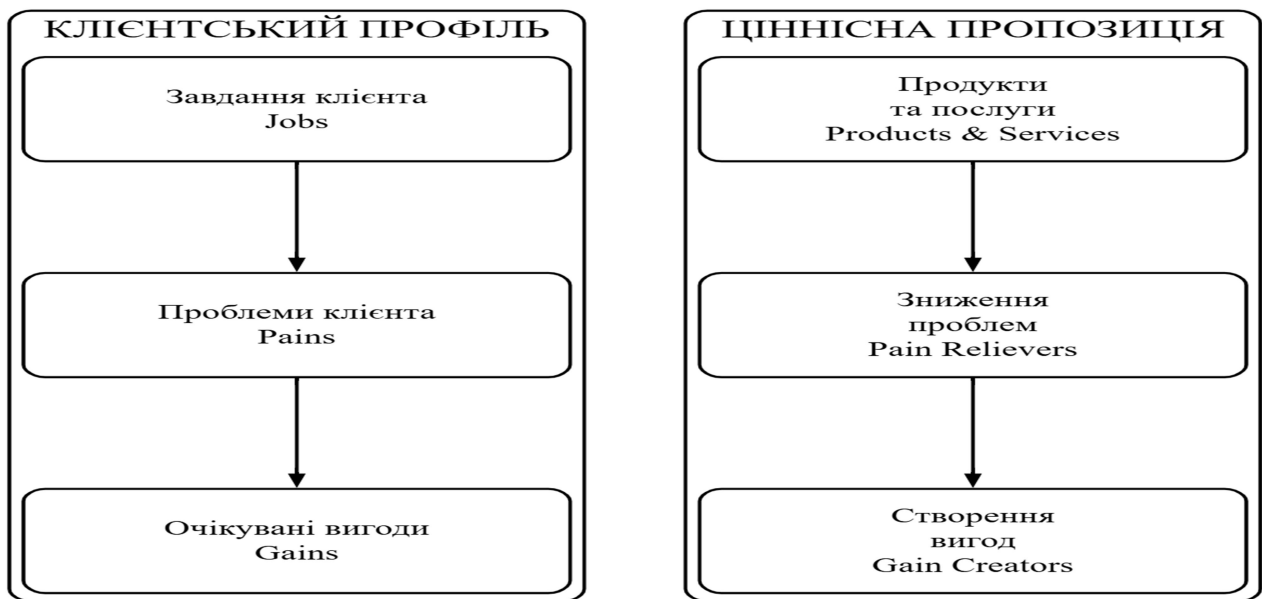 КЛІЄНТСЬКИЙ ПРОФІЛЬ
Завдання клієнта
Jobs
Проблеми клієнта
Pains
Очікувані вигоди
Gains
ЦІННІСНА ПРОПОЗИЦІЯ
Продукти
та послуги
Products & Services
Зниження
проблем
Pain Relievers
Створення
вигод
Gain Creators